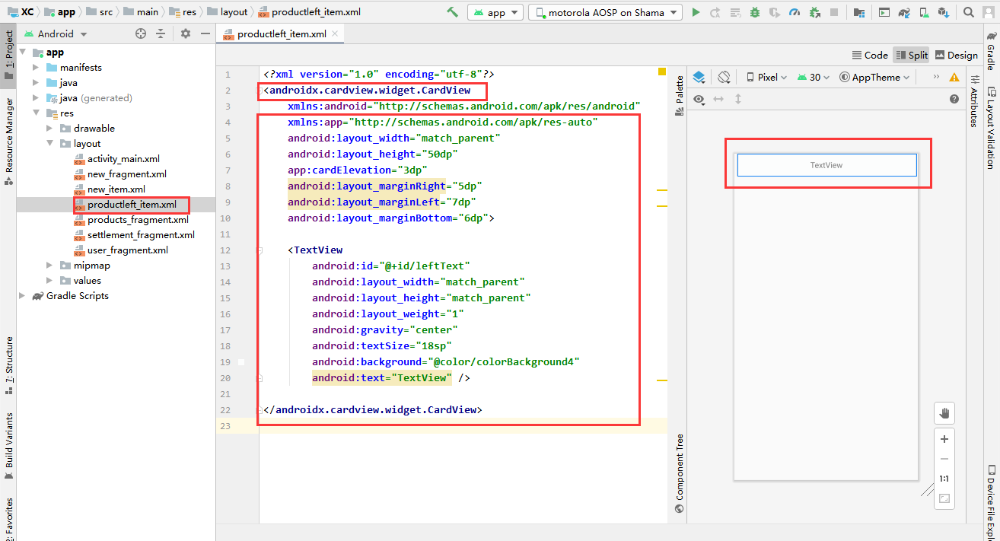 XC app src main res layout productleft_item.xml app motorola AOSP on Shama
1: Project
Resource Manager
7: Structure
Build Variants
2: Favorites
Android
app
manifests
java
java (generated)
res
drawable
layout
activity_main.xml
new_fragment.xml
new_item.xml
productleft_item.xml
products_fragment.xml
settlement_fragment.xml
user_fragment.xml
mipmap
values
Gradle Scripts
productleft_item.xml
Code Split Design
1 <?xml version="1.0" encoding="utf-8"?>
2 <androidx.cardview.widget.CardView
3 xmlns:android="http://schemas.android.com/apk/res/android"
4 xmlns:app="http://schemas.android.com/apk/res-auto"
5 android:layout_width="match_parent"
6 android:layout_height="50dp"
7 app:cardElevation="3dp"
8 android:layout_marginRight="5dp"
9 android:layout_marginLeft="7dp"
10 android:layout_marginBottom="6dp">
11
12 <TextView
13 android:id="@+id/leftText"
14 android:layout_width="match_parent"
15 android:layout_height="match_parent"
16 android:layout_weight="1"
17 android:gravity="center"
18 android:textSize="18sp"
19 android:background="@color/colorBackground4"
20 android:text="TextView" />
21
22 </androidx.cardview.widget.CardView>
23
Palette
Component Tree
Pixel 30 AppTheme
TextView
1:1
Attributes
Gradle
Layout Validation
Device File Explo